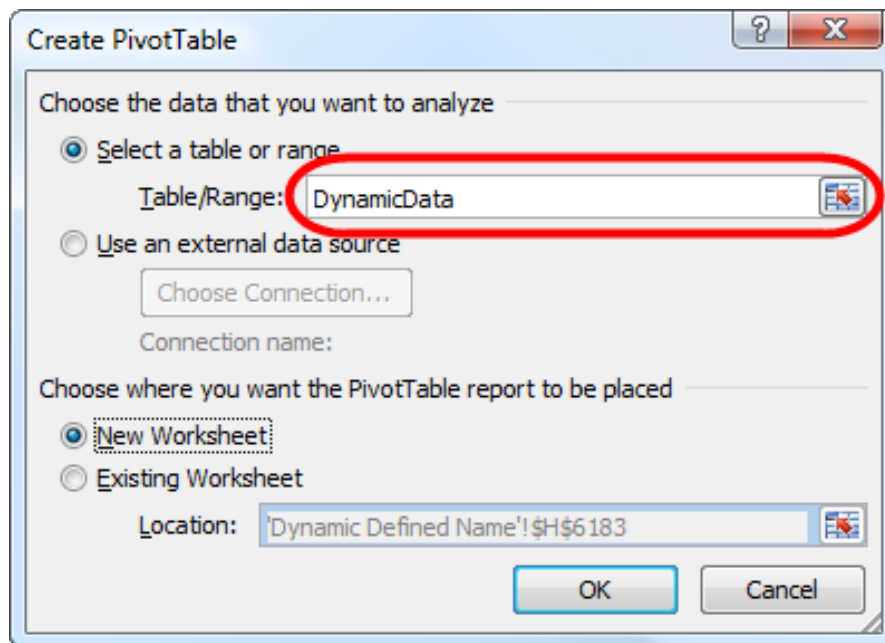 Create PivotTable
Choose the data that you want to analyze
Select a table or range
Table/Range: DynamicData
Use an external data source
Choose Connection...
Connection name:
Choose where you want the PivotTable report to be placed
New Worksheet
Existing Worksheet
Location: 'Dynamic Defined Name'!$H$6183
OK Cancel